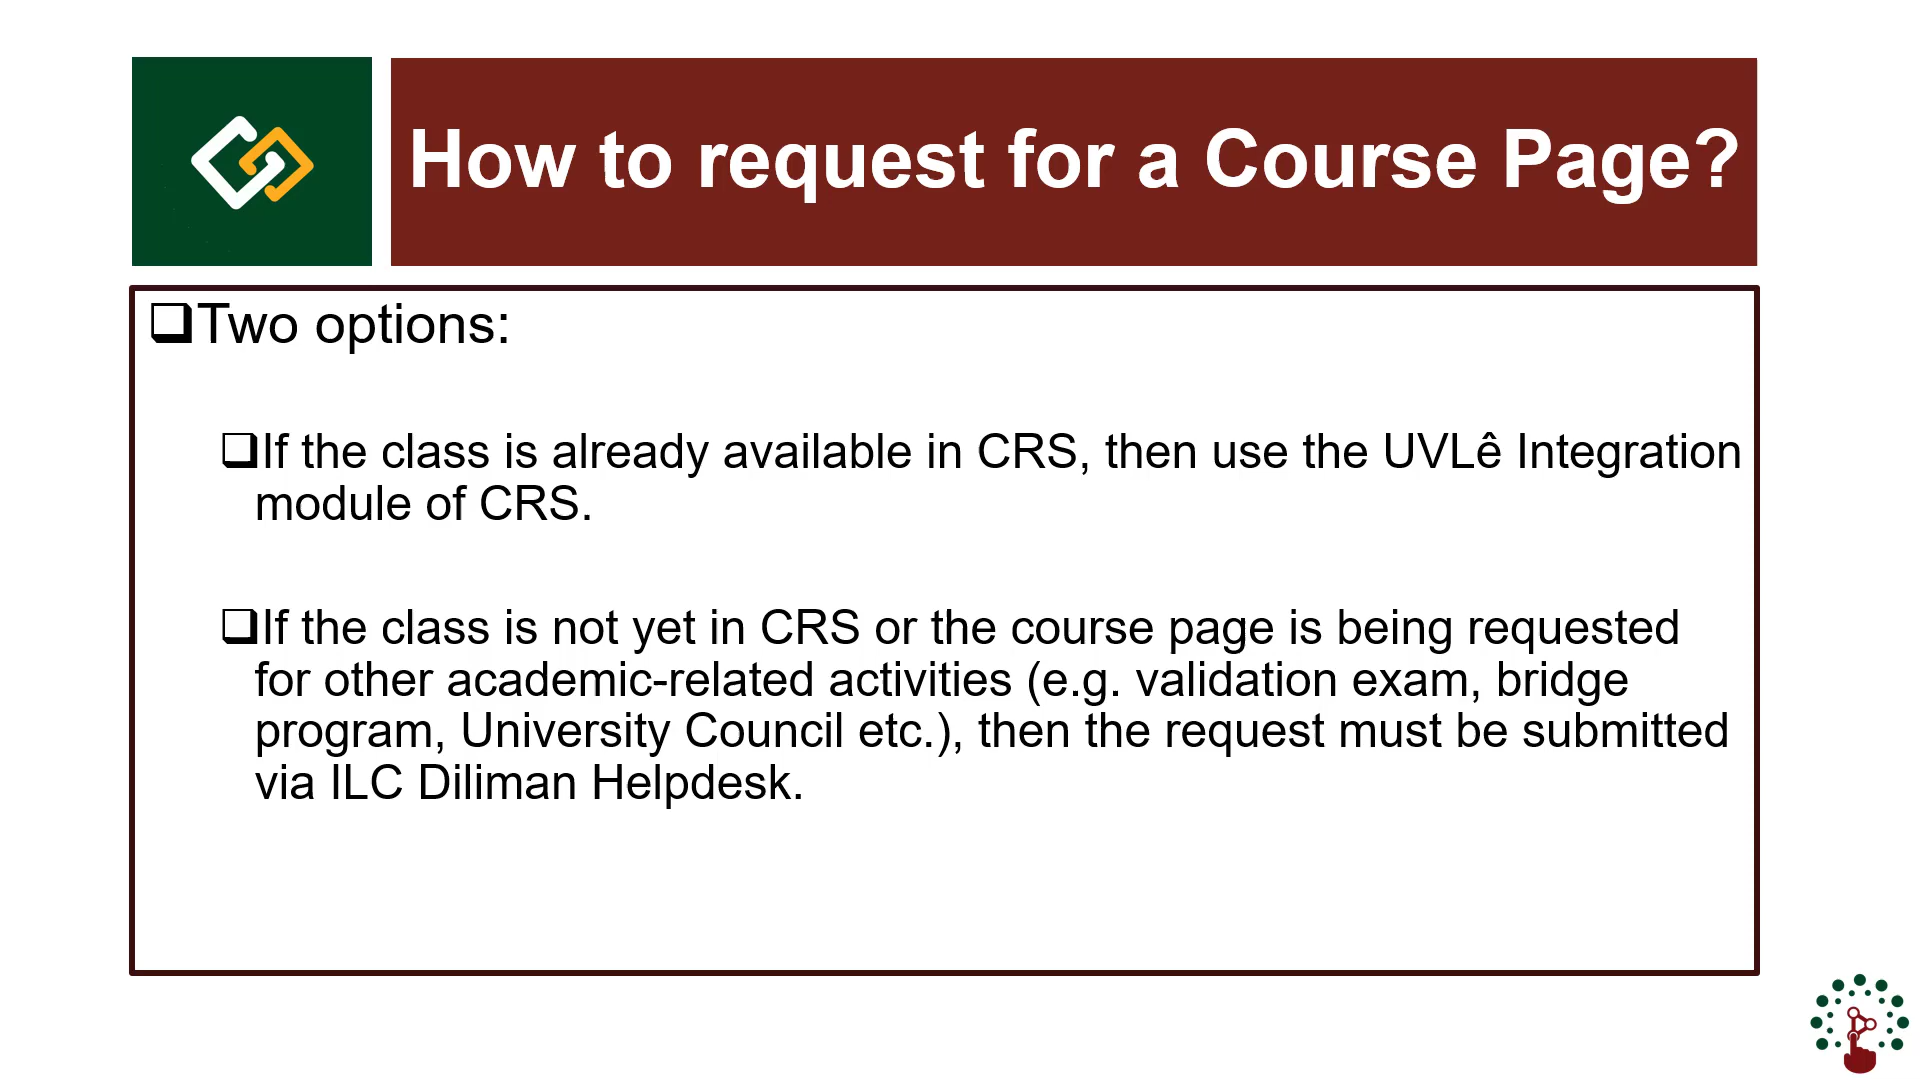 How to request for a Course Page?
❑Two options:
❑If the class is already available in CRS, then use the UVLê Integration
module of CRS.
❑If the class is not yet in CRS or the course page is being requested
for other academic-related activities (e.g. validation exam, bridge
program, University Council etc.), then the request must be submitted
via ILC Diliman Helpdesk.